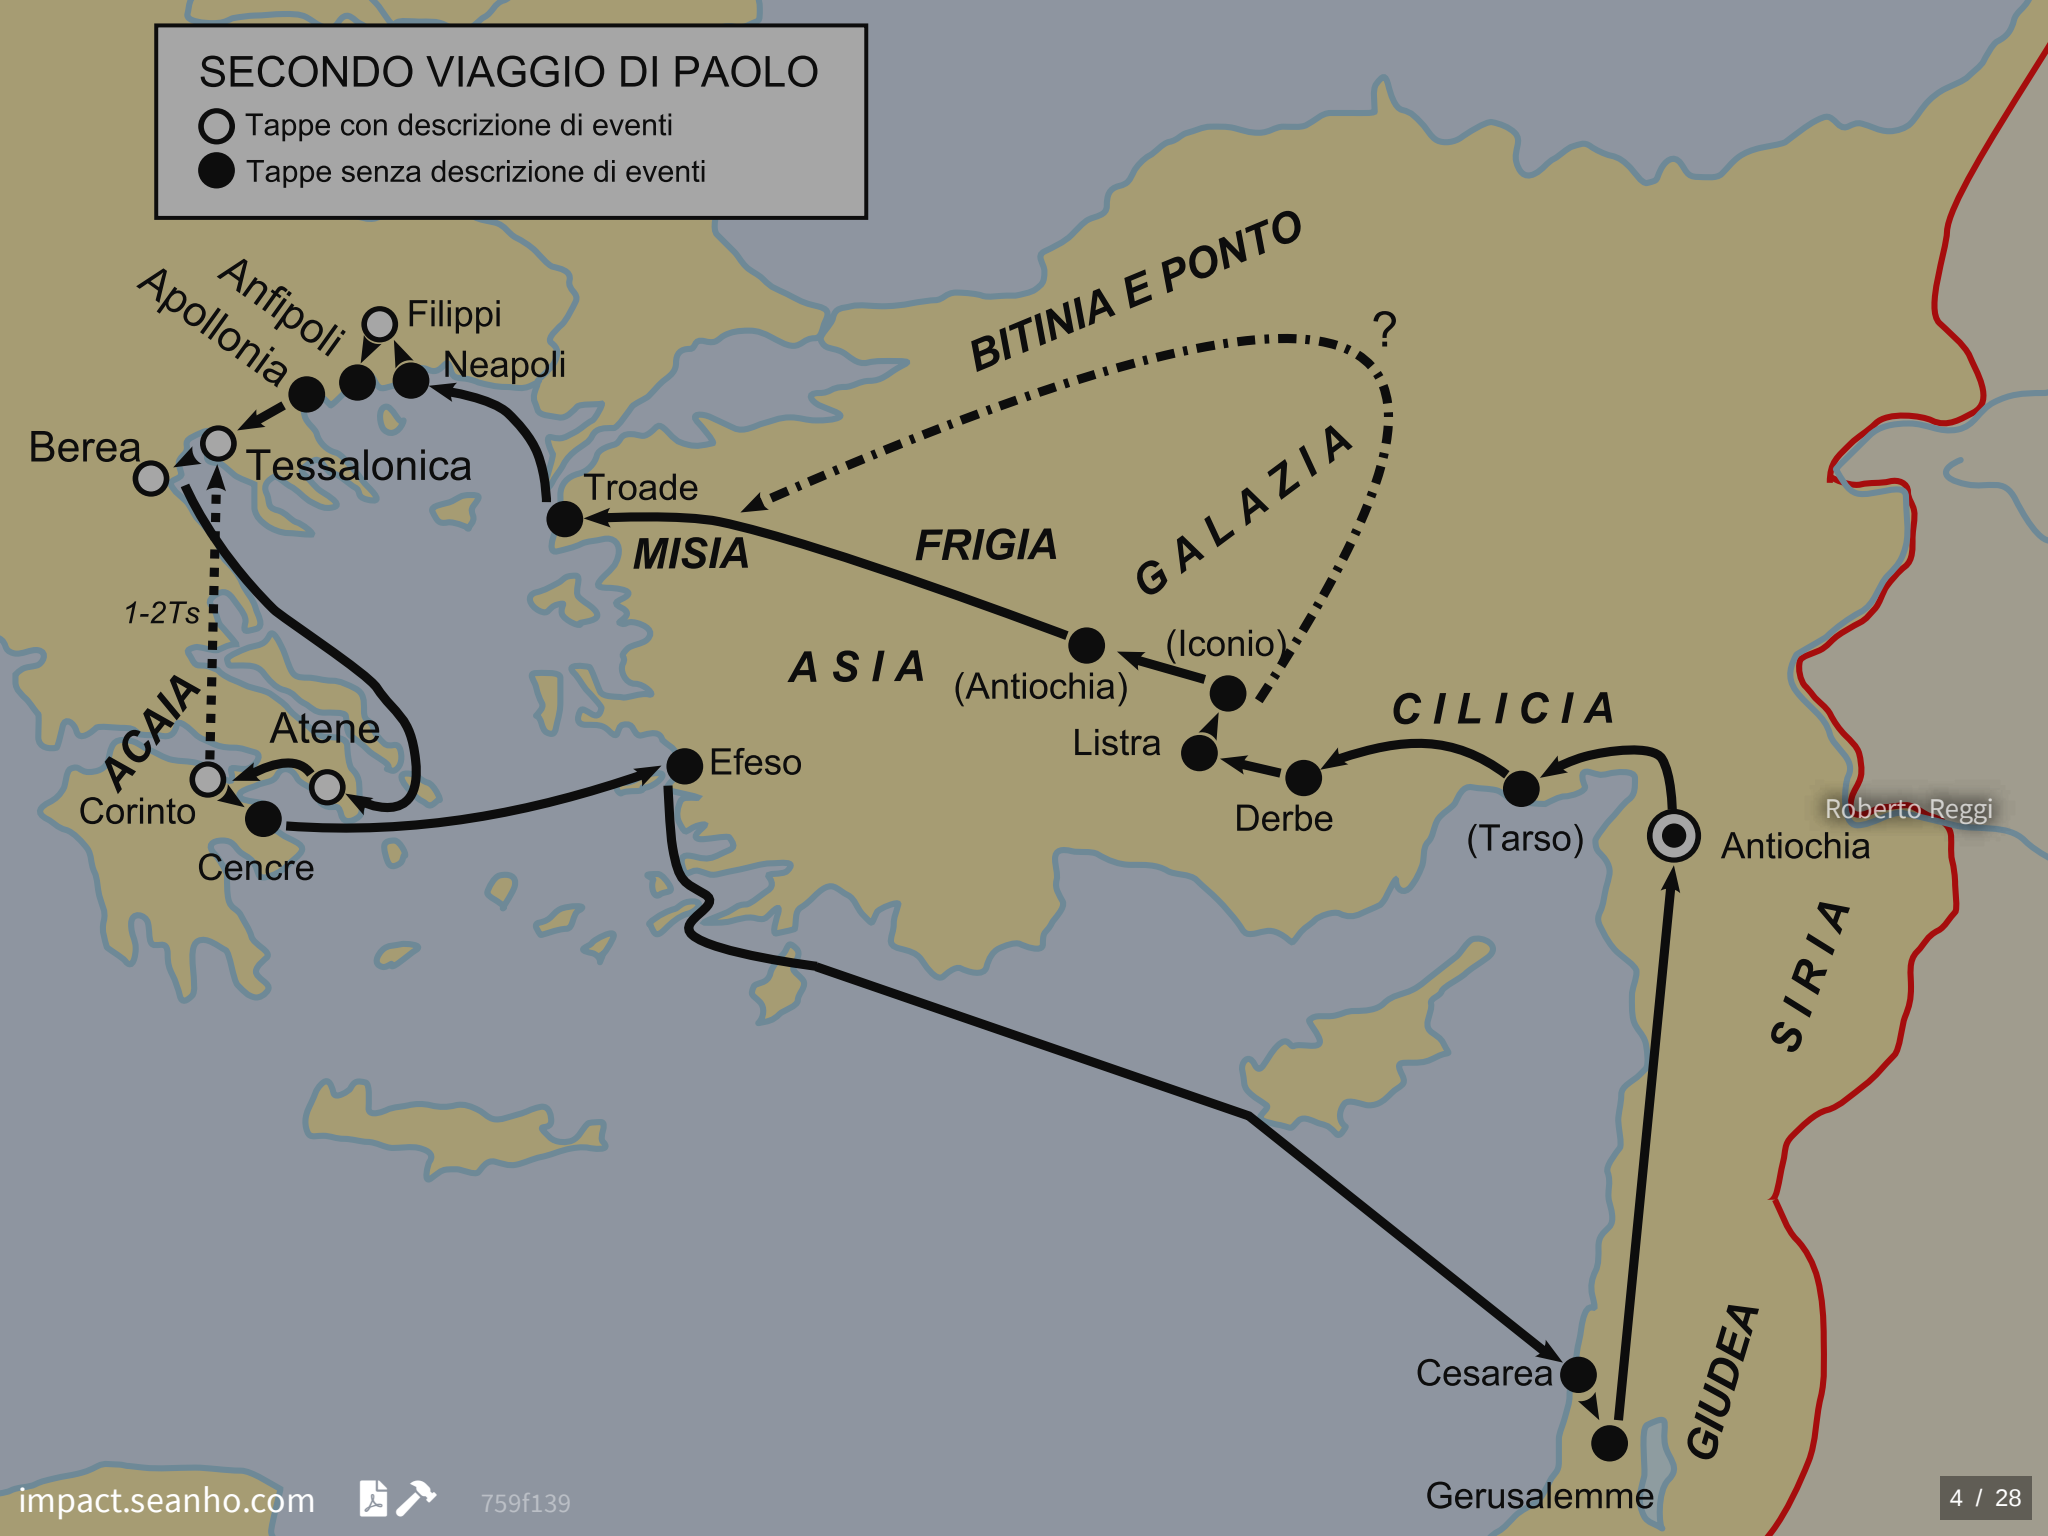 SECONDO VIAGGIO DI PAOLO
Tappe con descrizione di eventi
Tappe senza descrizione di eventi
BITINIA E PONTO
?
Anfipoli
Apollonia
Filippi
Neapoli
Berea
Tessalonica
Troade
MISIA
FRIGIA
GALAZIA
1-2Ts
ASIA
(Iconio)
(Antiochia)
ACAIA
Atene
CILICIA
Listra
Efeso
Corinto
Derbe
(Tarso)
Roberto Reggi
Antiochia
Cencre
SIRIA
Cesarea
GIUDEA
Gerusalemme
impact.seanho.com
759f139
4 / 28